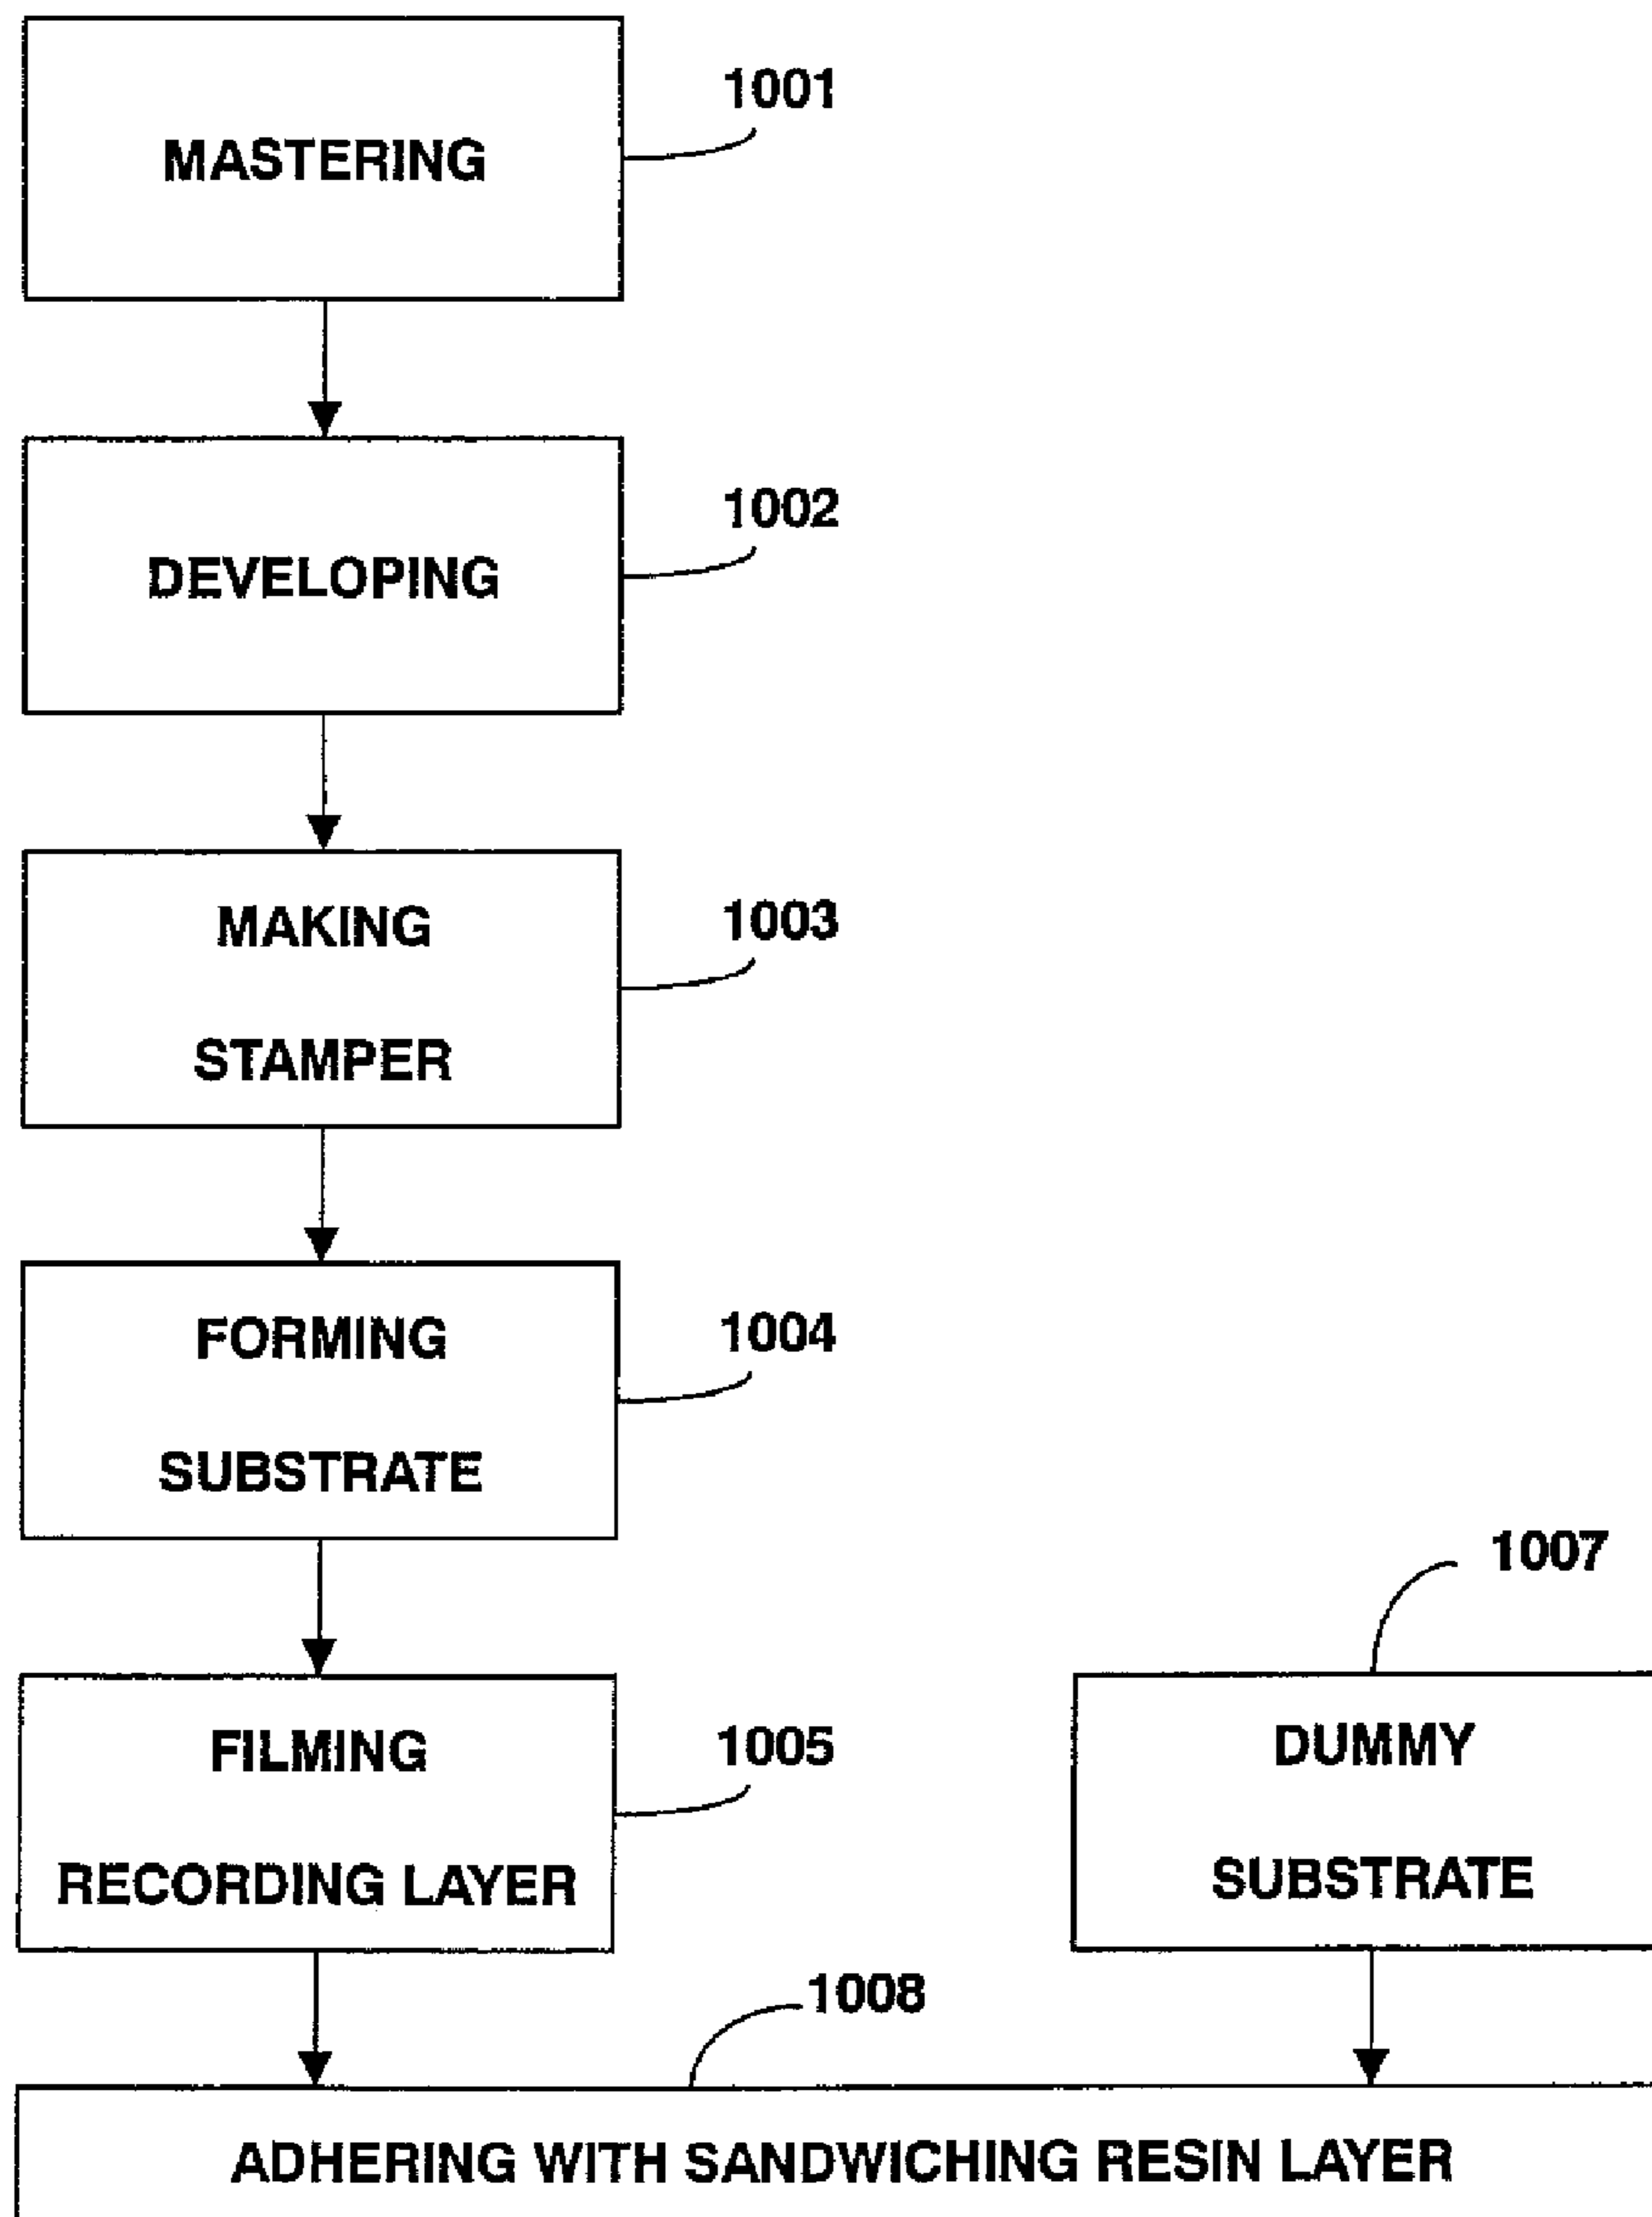 1001
MASTERING
1002
DEVELOPING
1003
MAKING
STAMPER
1004
FORMING
SUBSTRATE
1005
FILMING
RECORDING LAYER
1007
DUMMY
SUBSTRATE
1008
ADHERING WITH SANDWICHING RESIN LAYER